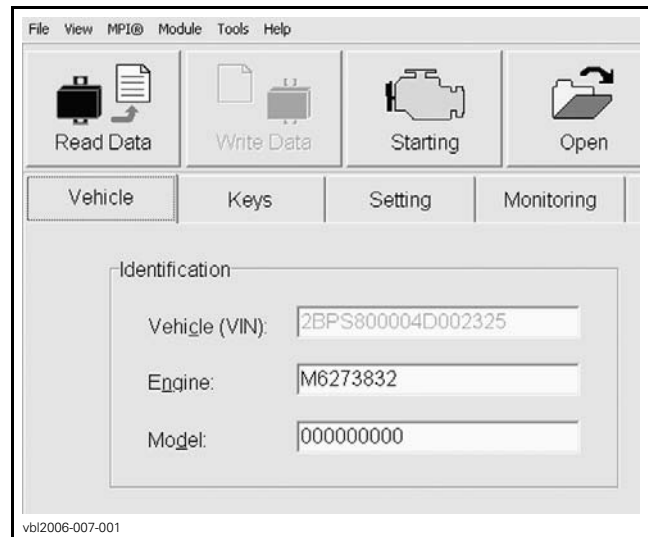 File View MPI® Module Tools Help
Read Data Write Data Starting Open
Vehicle Keys Setting Monitoring
Identification
Vehicle (VIN): 2BPS800004D002325
Engine: M6273832
Model: 000000000
vbl2006-007-001